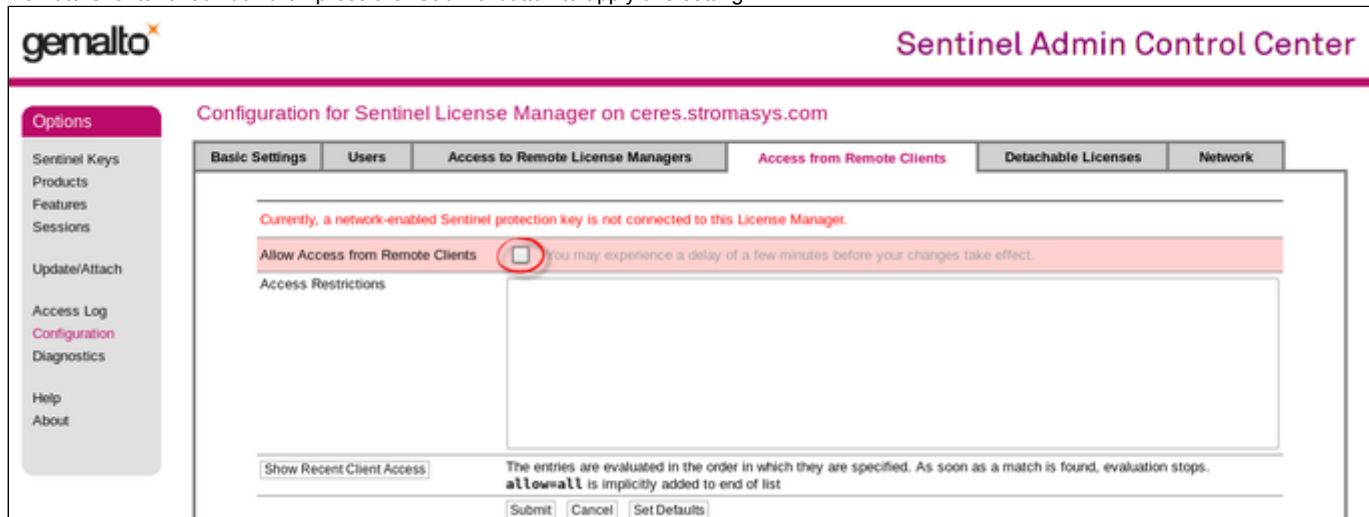 gemalto
Sentinel Admin Control Center
Options
Sentinel Keys
Products
Features
Sessions
Update/Attach
Access Log
Configuration
Diagnostics
Help
About
Configuration for Sentinel License Manager on ceres.stromasys.com
Basic Settings Users Access to Remote License Managers Access from Remote Clients Detachable Licenses Network
Currently, a network-enabled Sentinel protection key is not connected to this License Manager.
Allow Access from Remote Clients You may experience a delay of a few minutes before your changes take effect.
Access Restrictions
Show Recent Client Access The entries are evaluated in the order in which they are specified. As soon as a match is found, evaluation stops.
allow=all is implicitly added to end of list
Submit Cancel Set Defaults